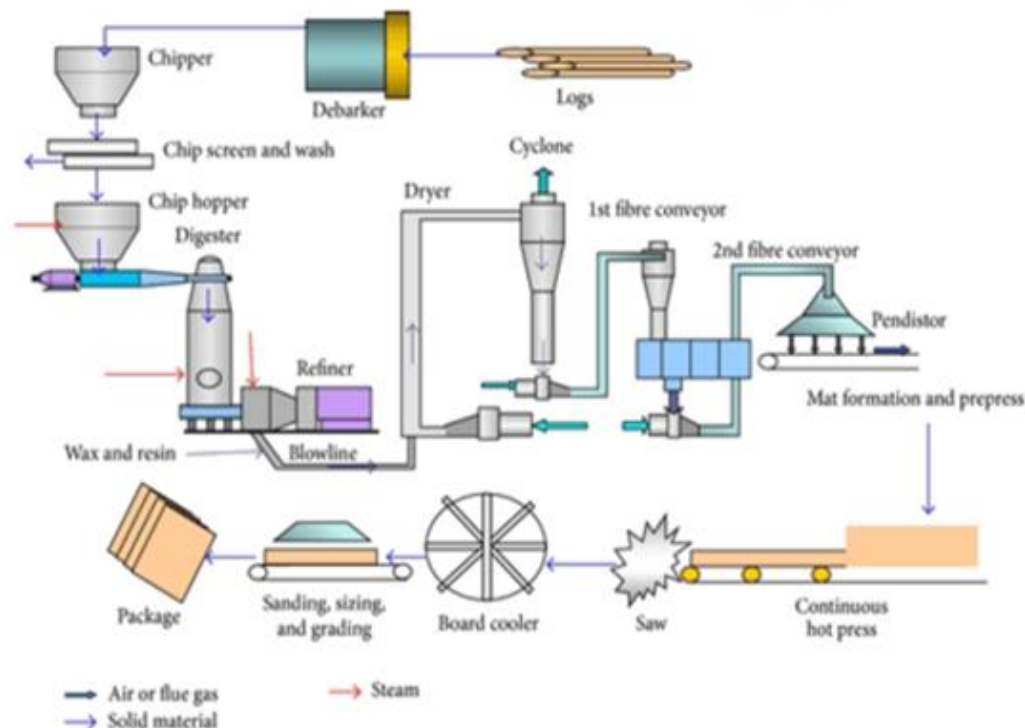 Chipper
Debarker
Logs
Chip screen and wash
Cyclone
Chip hopper
Dryer
1st fibre conveyor
Digester
2nd fibre conveyor
Pendistor
Refiner
Mat formation and prepress
Wax and resin
Blowline
Package
Sanding, sizing,
and grading
Board cooler
Saw
Continuous
hot press
Air or flue gas
Steam
Solid material